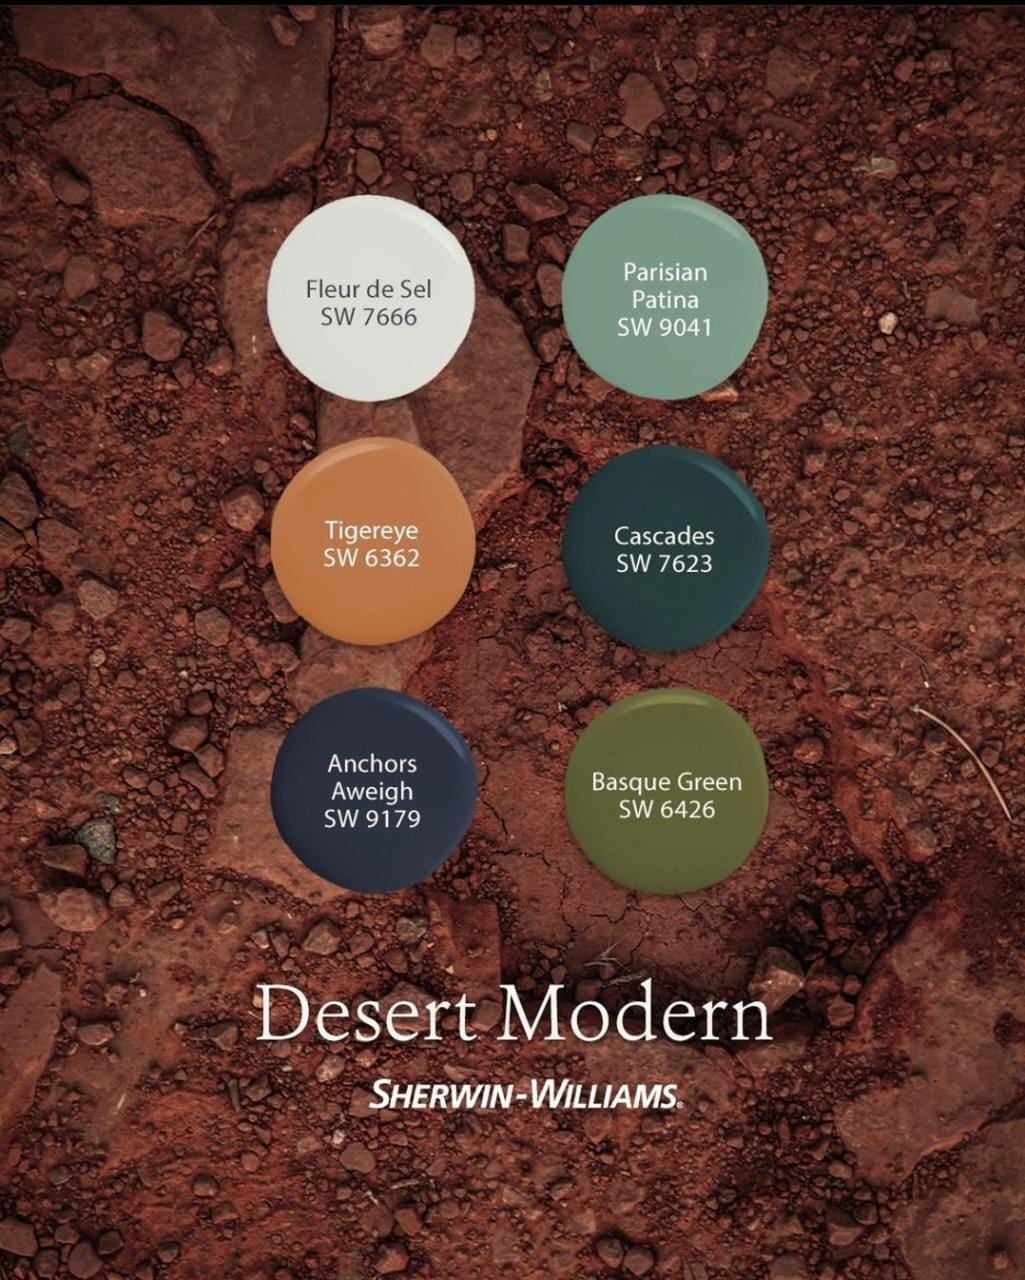 Fleur de Sel
SW 7666
Parisian
Patina
SW 9041
Tigereye
SW 6362
Cascades
SW 7623
Anchors
Aweigh
SW 9179
Basque Green
SW 6426
Desert Modern
SHERWIN-WILLIAMS®